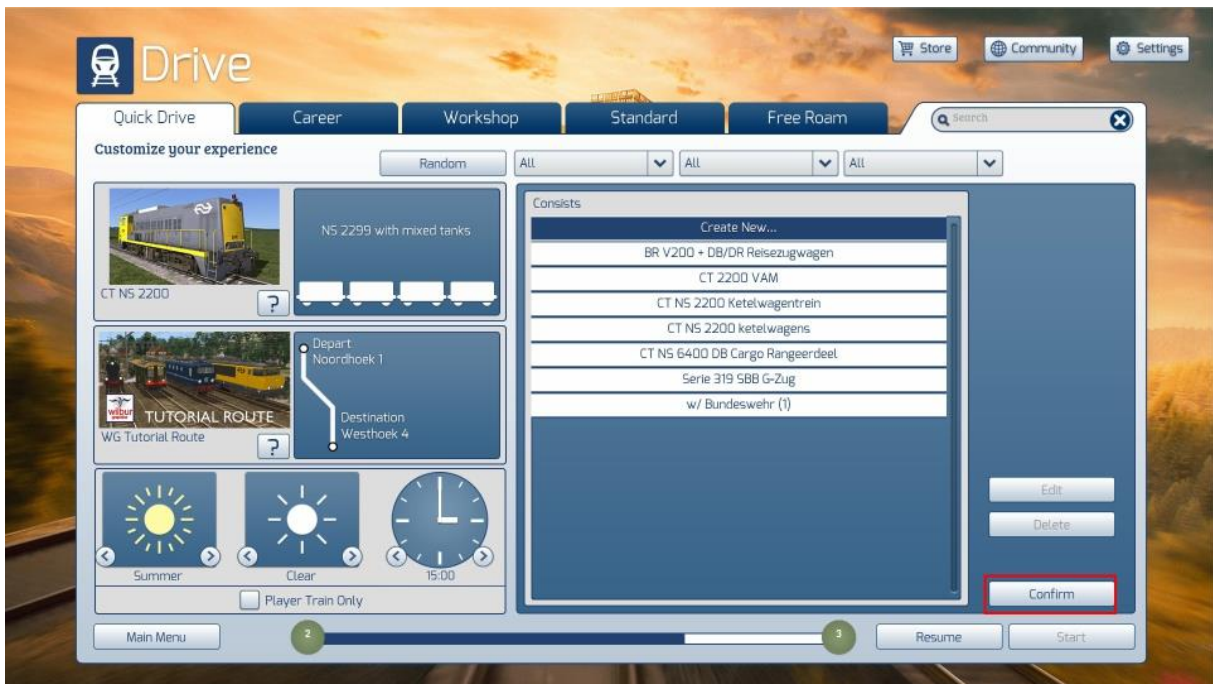 Drive
Store
Community
Settings
Quick Drive
Career
Workshop
Standard
Free Roam
Search
Customize your experience
Random
All
All
All
CT NS 2200
?
NS 2299 with mixed tanks
wilbur
TUTORIAL ROUTE
WG Tutorial Route
?
Depart
Noordhoek 1
Destination
Westhoek 4
Summer
Clear
15:00
Player Train Only
Consists
Create New...
BR V200 + DB/DR Reisezugwagen
CT 2200 VAM
CT NS 2200 Ketelwagentrein
CT NS 2200 ketelwagens
CT NS 6400 DB Cargo Rangeerdeel
Serie 319 SBB G-Zug
w/ Bundeswehr (1)
Edit
Delete
Confirm
Main Menu
2
3
Resume
Start